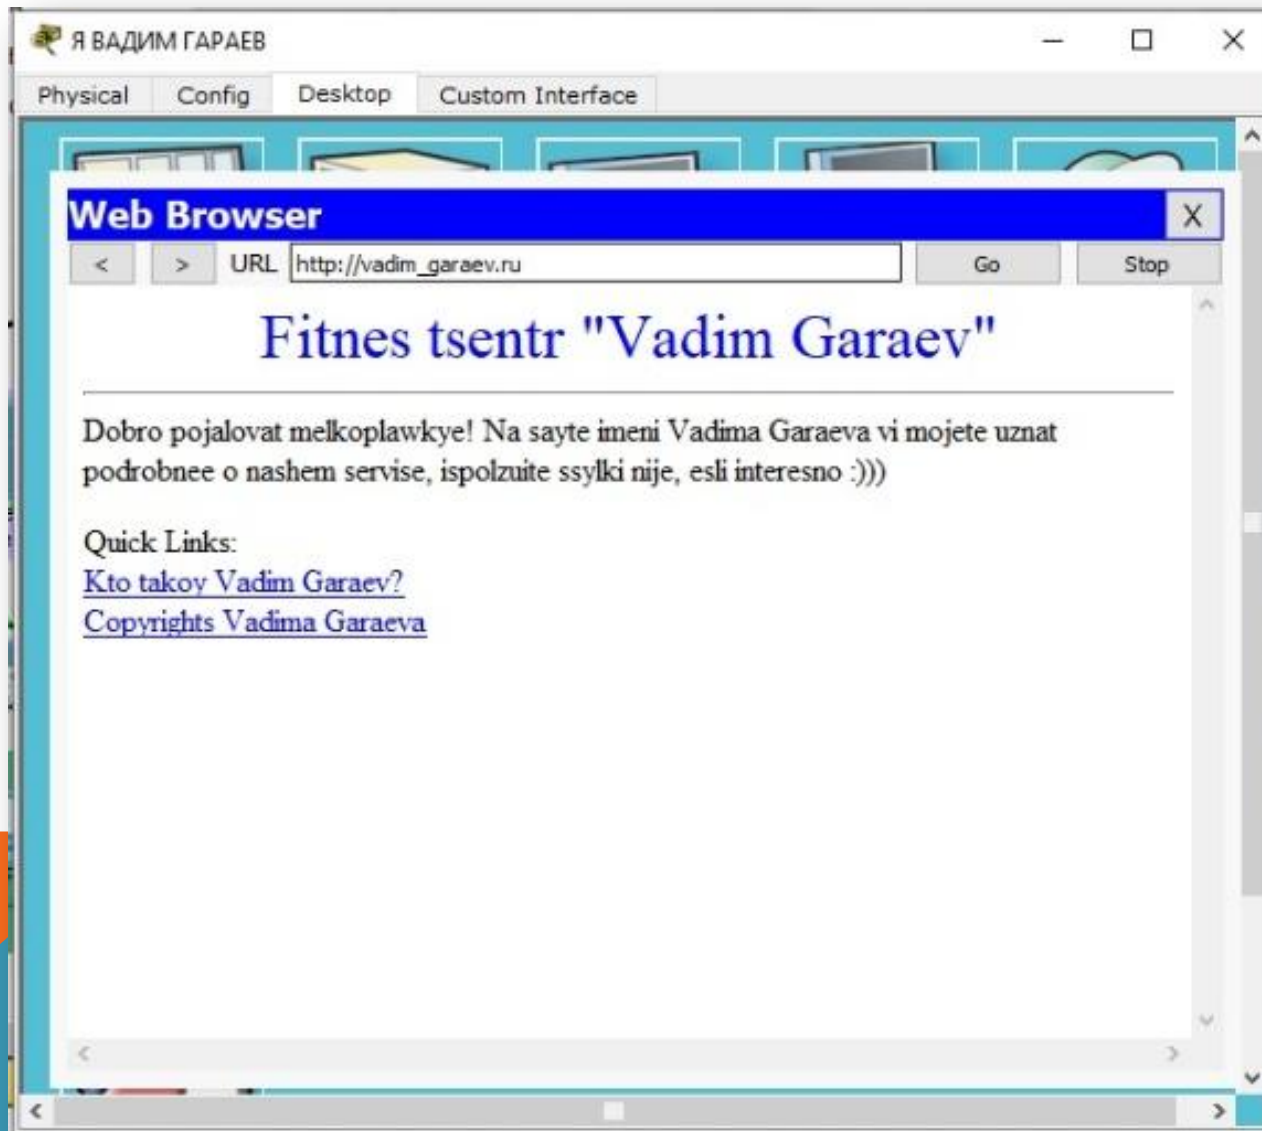 Я ВАДИМ ГАРАЕВ
Physical Config Desktop Custom Interface
Web Browser X
< > URL http://vadim_garaev.ru Go Stop
Fitnes tsentr "Vadim Garaev"
Dobro pojalovat melkoplawkye! Na sayte imeni Vadima Garaeva vi mojete uznat
podrobnee o nashem servise, ispolzuite ssylki nije, esli interesno :)))
Quick Links:
Kto takoy Vadim Garaev?
Copyrights Vadima Garaeva